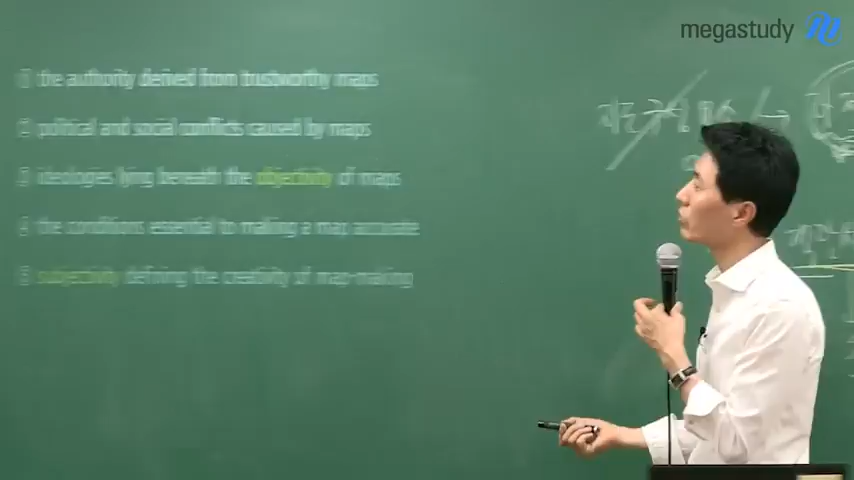 megastudy
① the authority derived from trustworthy maps
② political and social conflicts caused by maps
③ ideologies lying beneath the objectivity of maps
④ the conditions essential to making a map accurate
⑤ subjectivity defining the creativity of map-making